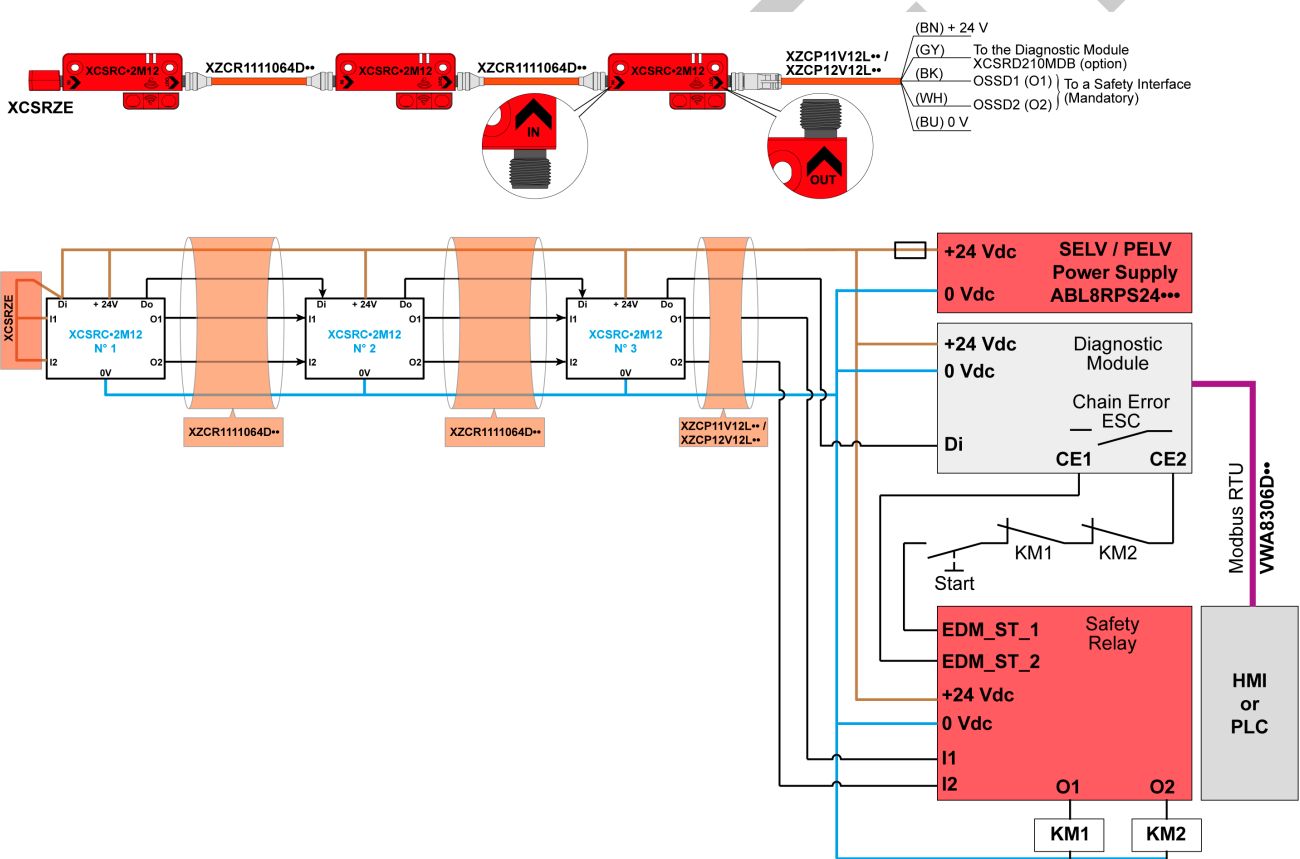 (BN) + 24 V
(GY)
To the Diagnostic Module
XCSRD210MDB (option)
(BK)
OSSD1 (O1)
To a Safety Interface
(Mandatory)
(WH)
OSSD2 (O2)
(BU) 0 V
XCSRZE
XCSRC•2M12
XZCR1111064D••
XCSRC•2M12
XZCR1111064D••
XCSRC•2M12
XZCP11V12L•• /
XZCP12V12L••
IN
OUT
XCSRZE
Di
+ 24V
Do
I1
O1
XCSRC•2M12
N° 1
I2
O2
0V
XZCR1111064D••
Di
+ 24V
Do
I1
O1
XCSRC•2M12
N° 2
I2
O2
0V
XZCR1111064D••
Di
+ 24V
Do
I1
O1
XCSRC•2M12
N° 3
I2
O2
0V
XZCP11V12L•• /
XZCP12V12L••
+24 Vdc
SELV / PELV
Power Supply
ABL8RPS24•••
0 Vdc
+24 Vdc
Diagnostic
Module
0 Vdc
Chain Error
ESC
Di
CE1
CE2
Modbus RTU
VWA8306D••
KM1
KM2
Start
EDM_ST_1
Safety
Relay
EDM_ST_2
+24 Vdc
0 Vdc
I1
I2
O1
O2
HMI
or
PLC
KM1
KM2